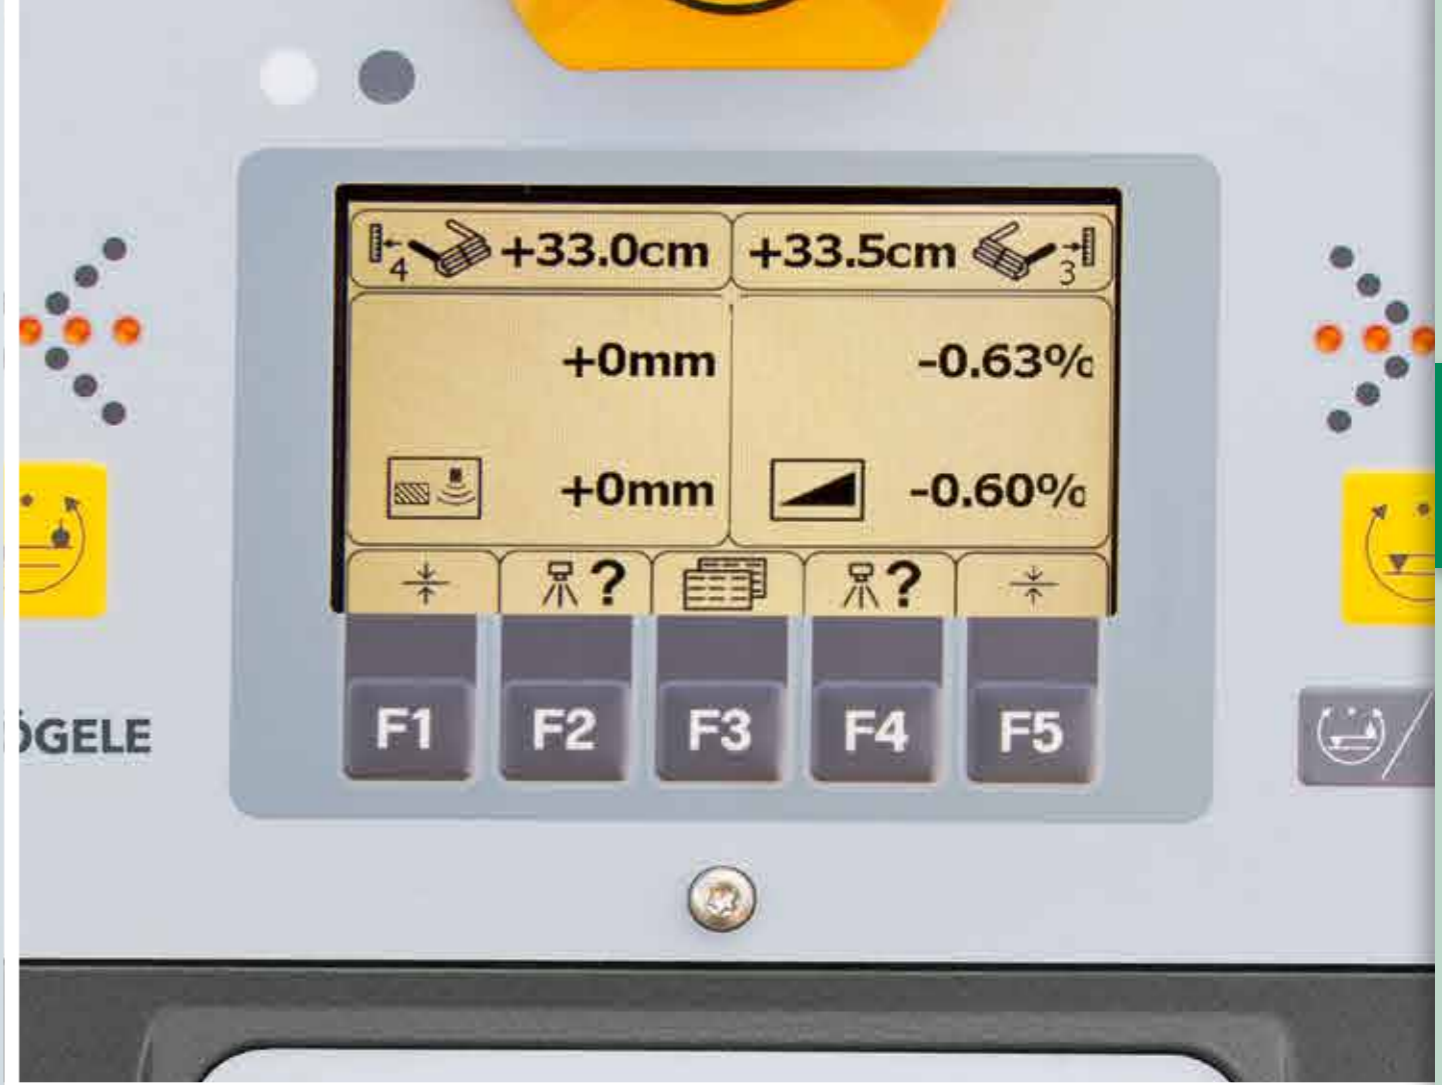 4 +33.0cm +33.5cm 3
+0mm -0.63%
+0mm -0.60%
? ?
F1 F2 F3 F4 F5
ÖGELE